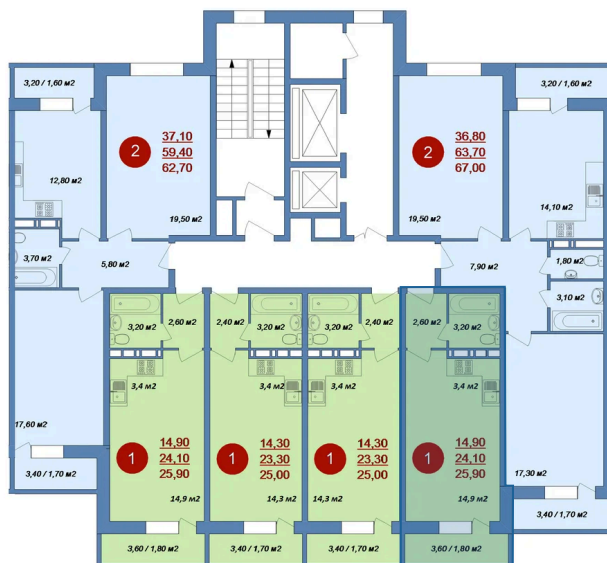 3,20 / 1,60 м2
3,20 / 1,60 м2
2
37,10
59,40
62,70
2
36,80
63,70
67,00
12,80 м2
19,50 м2
19,50 м2
14,10 м2
3,70 м2
5,80 м2
7,90 м2
1,80 м2
3,10 м2
3,20 м2
2,60 м2
2,40 м2
3,20 м2
3,20 м2
2,40 м2
2,60 м2
3,20 м2
3,4 м2
3,4 м2
3,4 м2
3,4 м2
17,60 м2
1
14,90
24,10
25,90
1
14,30
23,30
25,00
1
14,30
23,30
25,00
1
14,90
24,10
25,90
17,30 м2
3,40 / 1,70 м2
14,9 м2
14,3 м2
14,3 м2
14,9 м2
3,40 / 1,70 м2
3,60 / 1,80 м2
3,40 / 1,70 м2
3,40 / 1,70 м2
3,60 / 1,80 м2